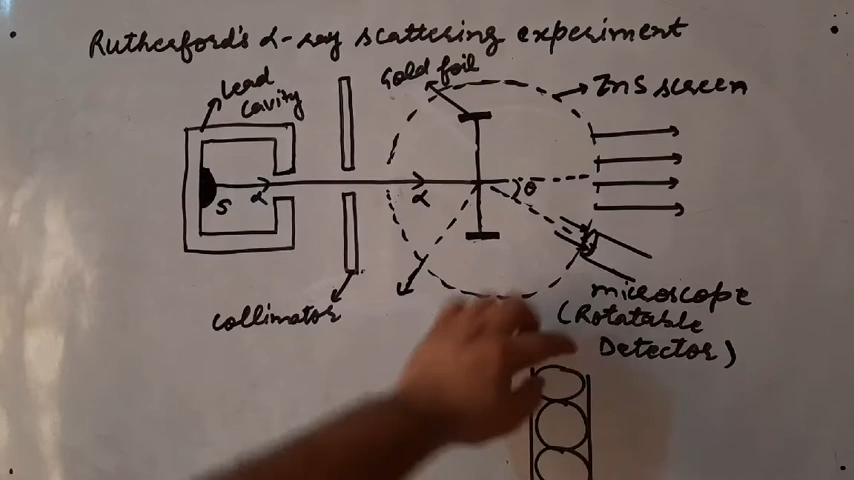 Rutherford's α-ray scattering experiment
Lead
cavity
Gold foil
ZnS screen
S
α
α
θ
collimator
microscope
(Rotatable
Detector)